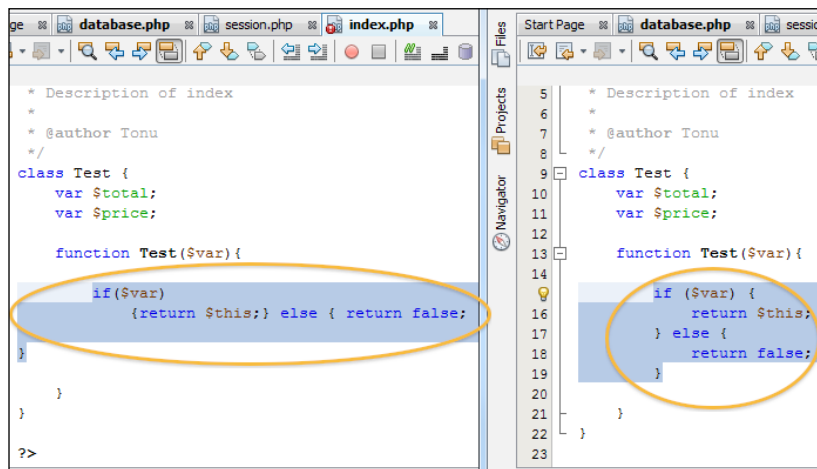 ge database.php session.php index.php
* Description of index
*
* @author Tonu
*/
class Test {
var $total;
var $price;
function Test($var){
if($var)
{return $this;} else { return false;
}
}
}
?>
Files
Projects
Navigator
Start Page database.php sessio
5 * Description of index
6 *
7 * @author Tonu
8 */
9 class Test {
10 var $total;
11 var $price;
12
13 function Test($var){
14
if ($var) {
16 return $this;
17 } else {
18 return false;
19 }
20
21 }
22 }
23